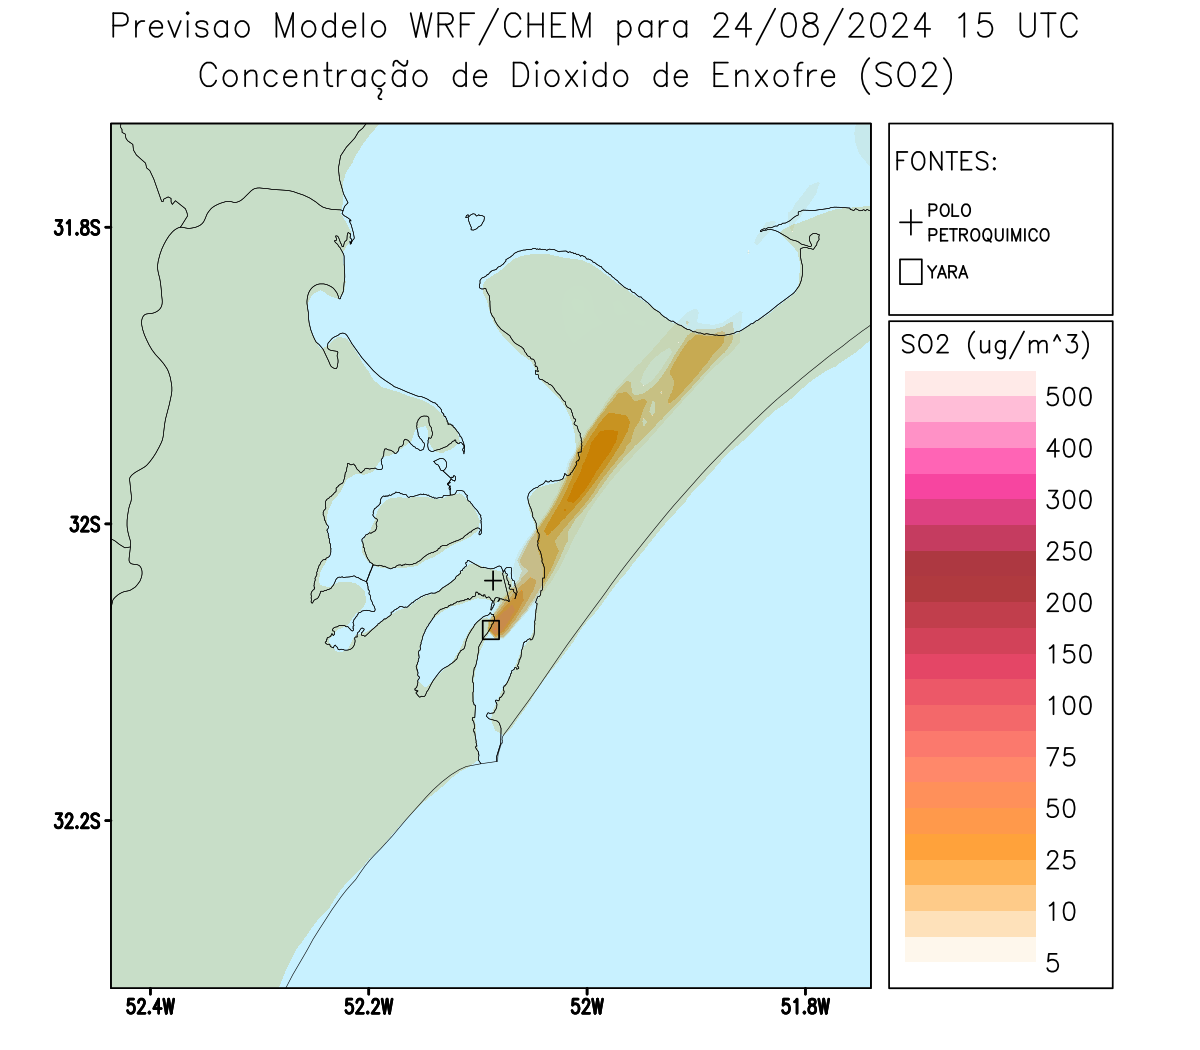 Previsao Modelo WRF/CHEM para 24/08/2024 15 UTC
Concentração de Dioxido de Enxofre (SO2)
FONTES:
POLO
PETROQUIMICO
YARA
31.8S
32S
32.2S
52.4W
52.2W
52W
51.8W
SO2 (ug/m^3)
500
400
300
250
200
150
100
75
50
25
10
5